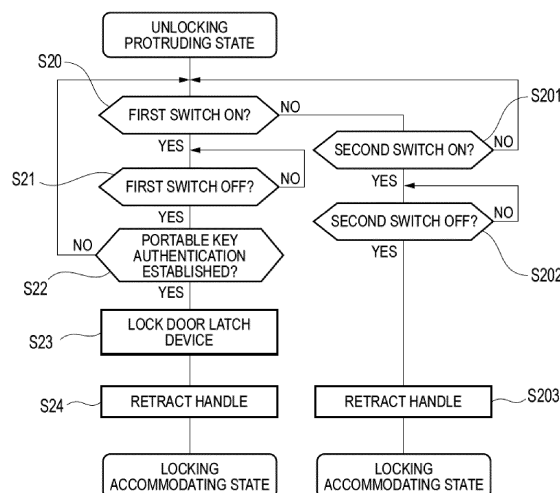 UNLOCKING
PROTRUDING STATE
S20
FIRST SWITCH ON?
NO
S201
YES
SECOND SWITCH ON?
NO
S21
FIRST SWITCH OFF?
NO
YES
SECOND SWITCH OFF?
NO
YES
YES
S202
NO
PORTABLE KEY
AUTHENTICATION
ESTABLISHED?
S22
YES
S23
LOCK DOOR LATCH
DEVICE
S24
RETRACT HANDLE
RETRACT HANDLE
S203
LOCKING
ACCOMMODATING STATE
LOCKING
ACCOMMODATING STATE